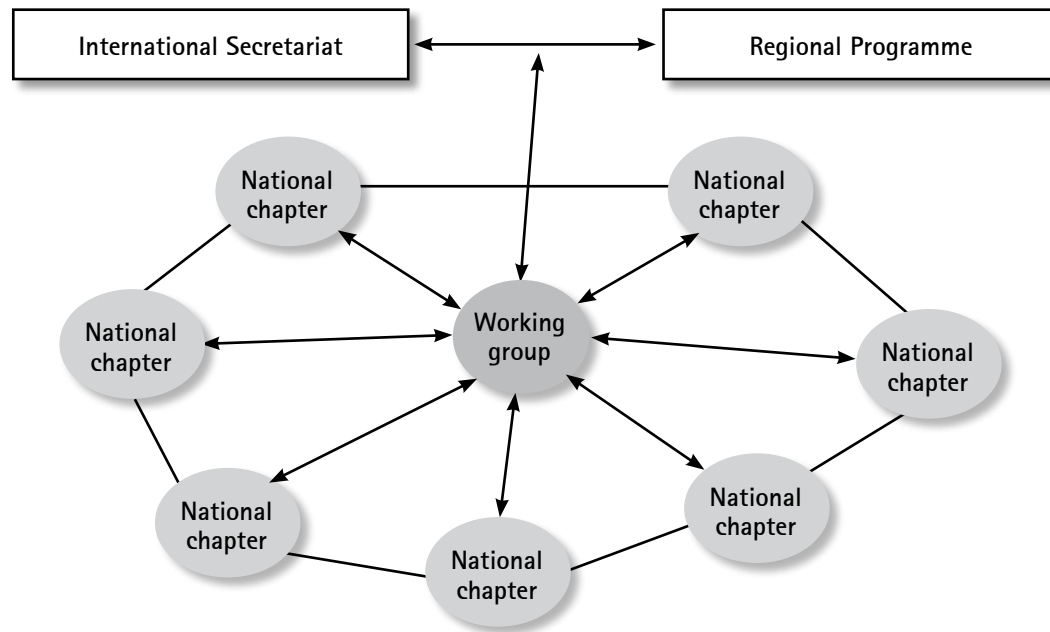 International Secretariat
Regional Programme
National
chapter
National
chapter
National
chapter
Working
group
National
chapter
National
chapter
National
chapter
National
chapter